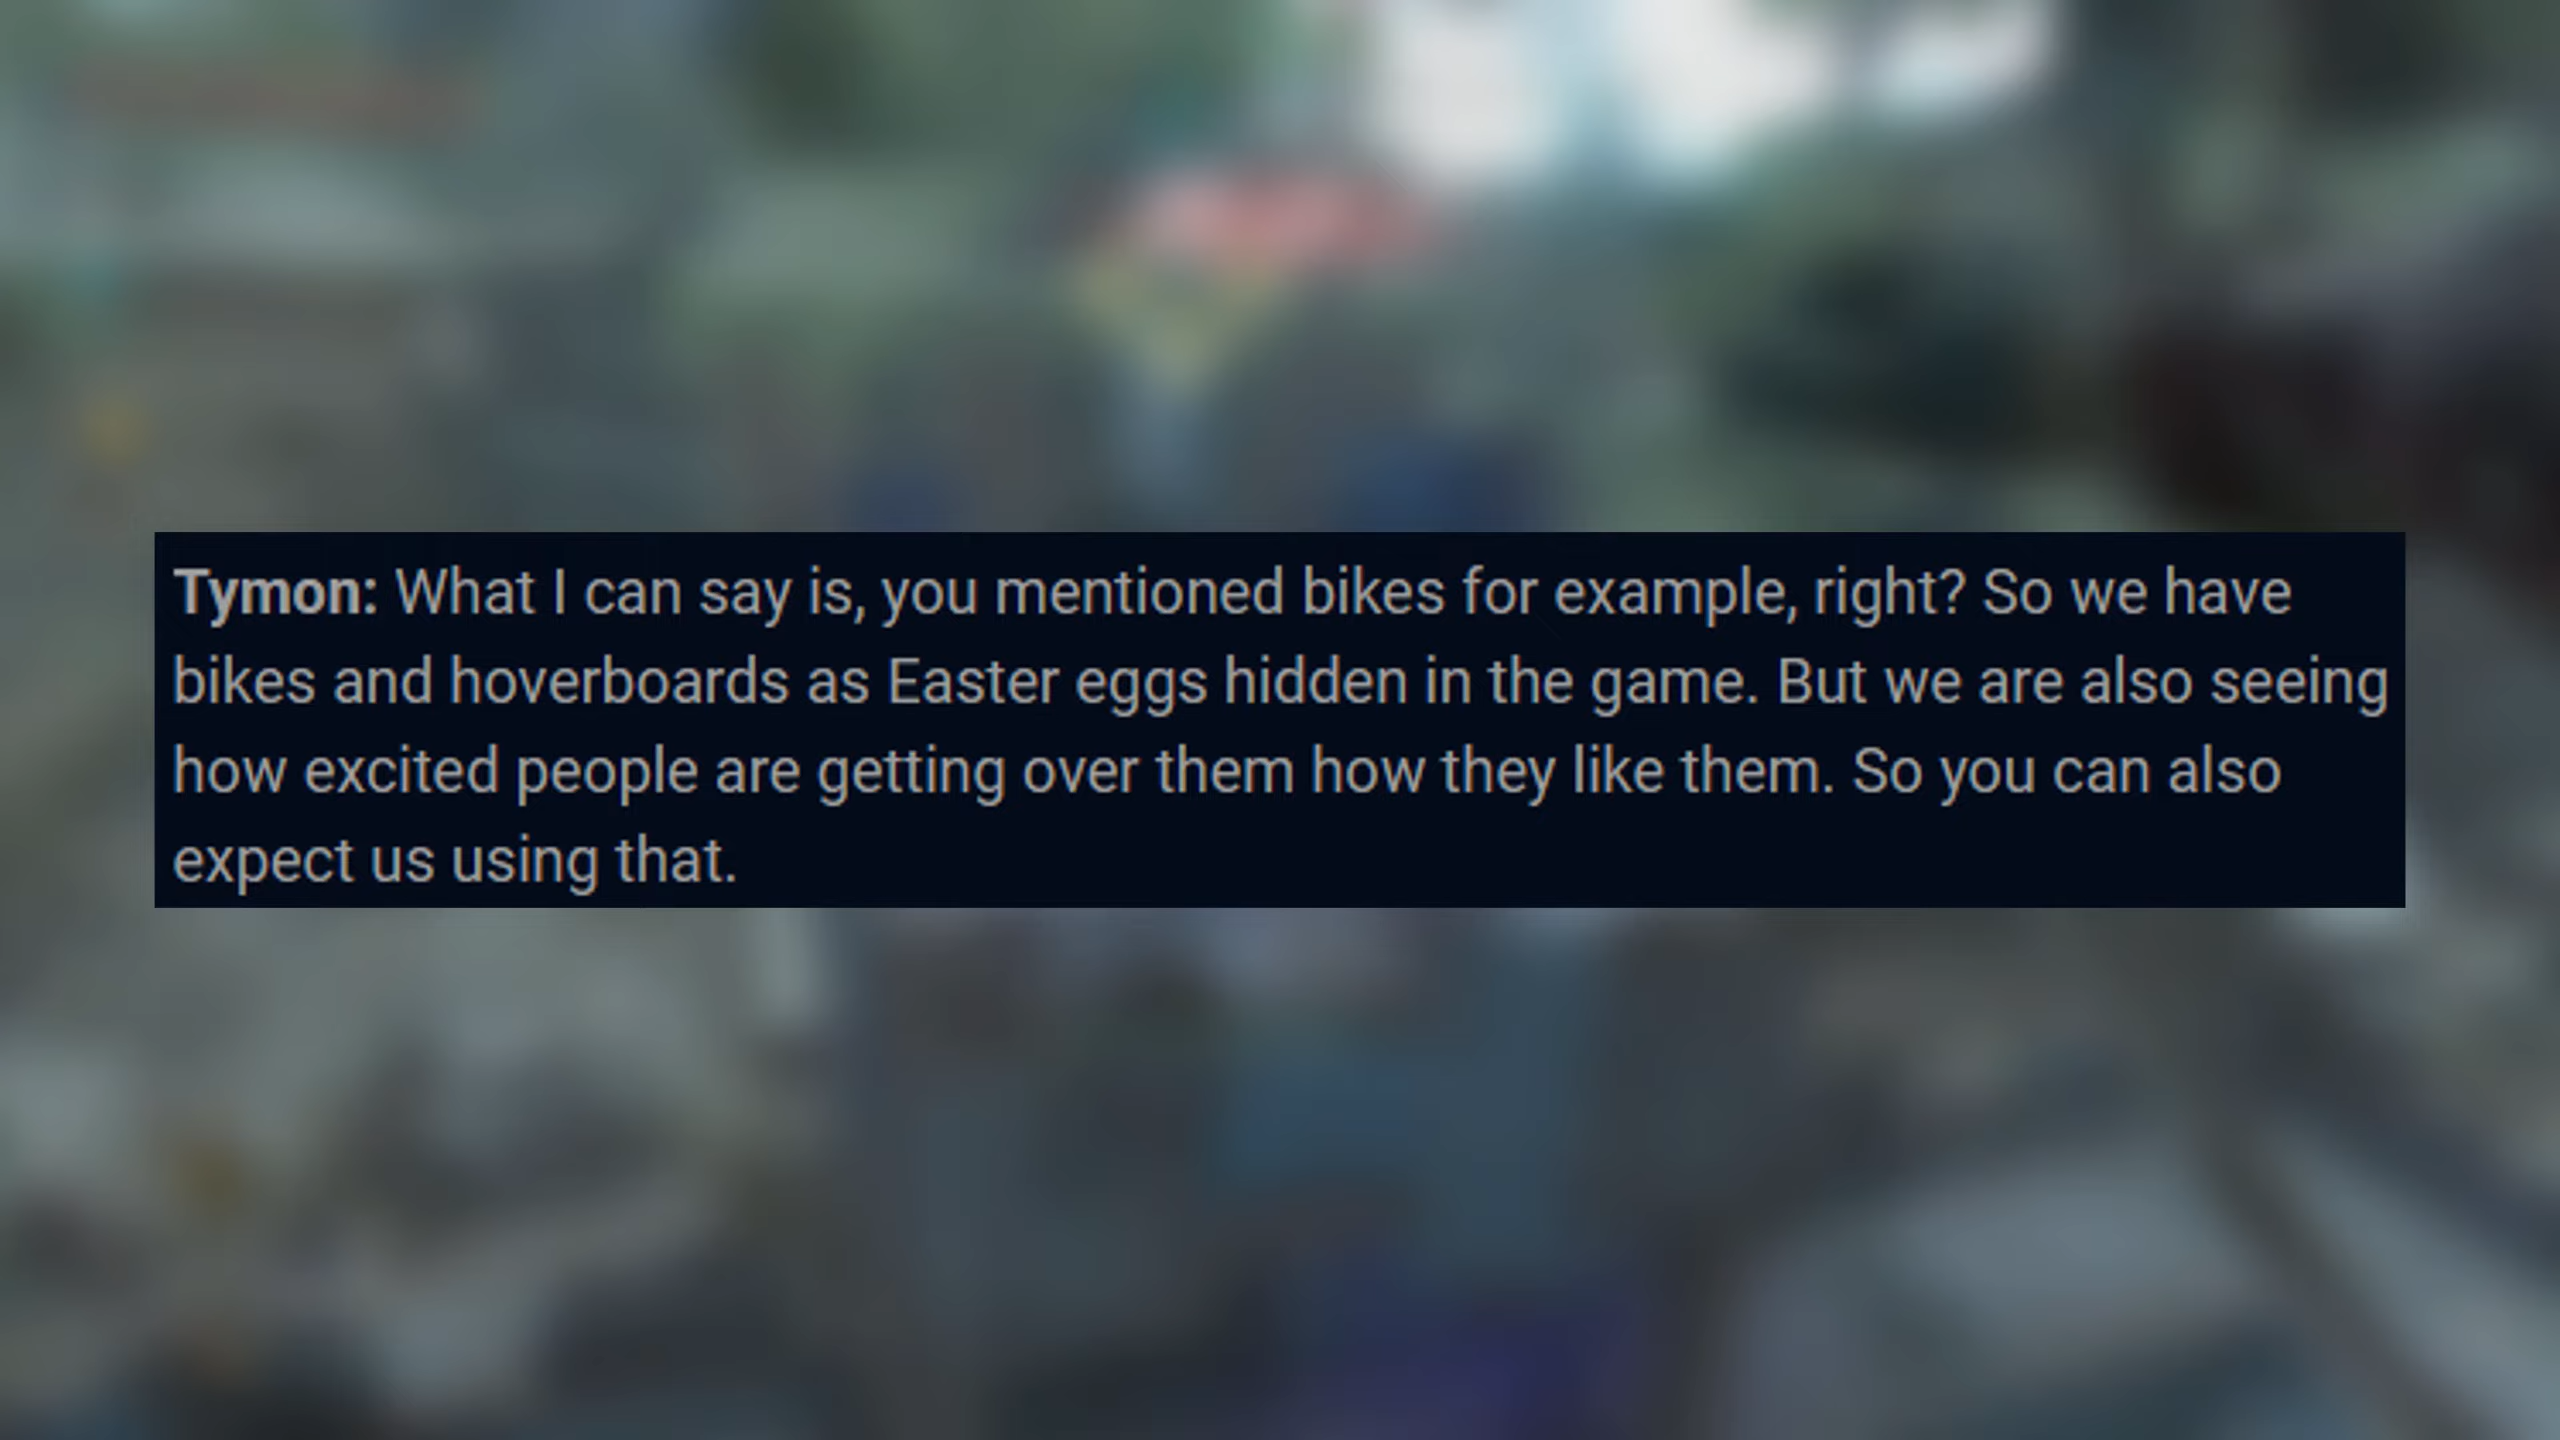 Tymon: What I can say is, you mentioned bikes for example, right? So we have
bikes and hoverboards as Easter eggs hidden in the game. But we are also seeing
how excited people are getting over them how they like them. So you can also
expect us using that.